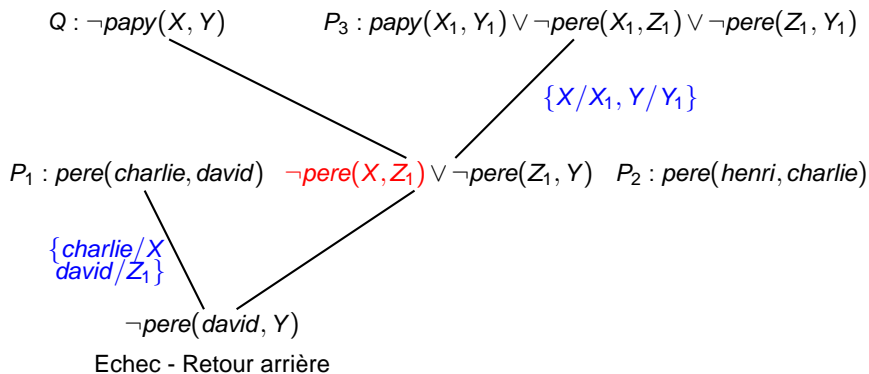 Q : ¬papy(X, Y) P₃ : papy(X₁, Y₁) ∨ ¬pere(X₁, Z₁) ∨ ¬pere(Z₁, Y₁)
{X/X₁, Y/Y₁}
P₁ : pere(charlie, david) ¬pere(X, Z₁) ∨ ¬pere(Z₁, Y) P₂ : pere(henri, charlie)
{charlie/X
david/Z₁}
¬pere(david, Y)
Echec - Retour arrière